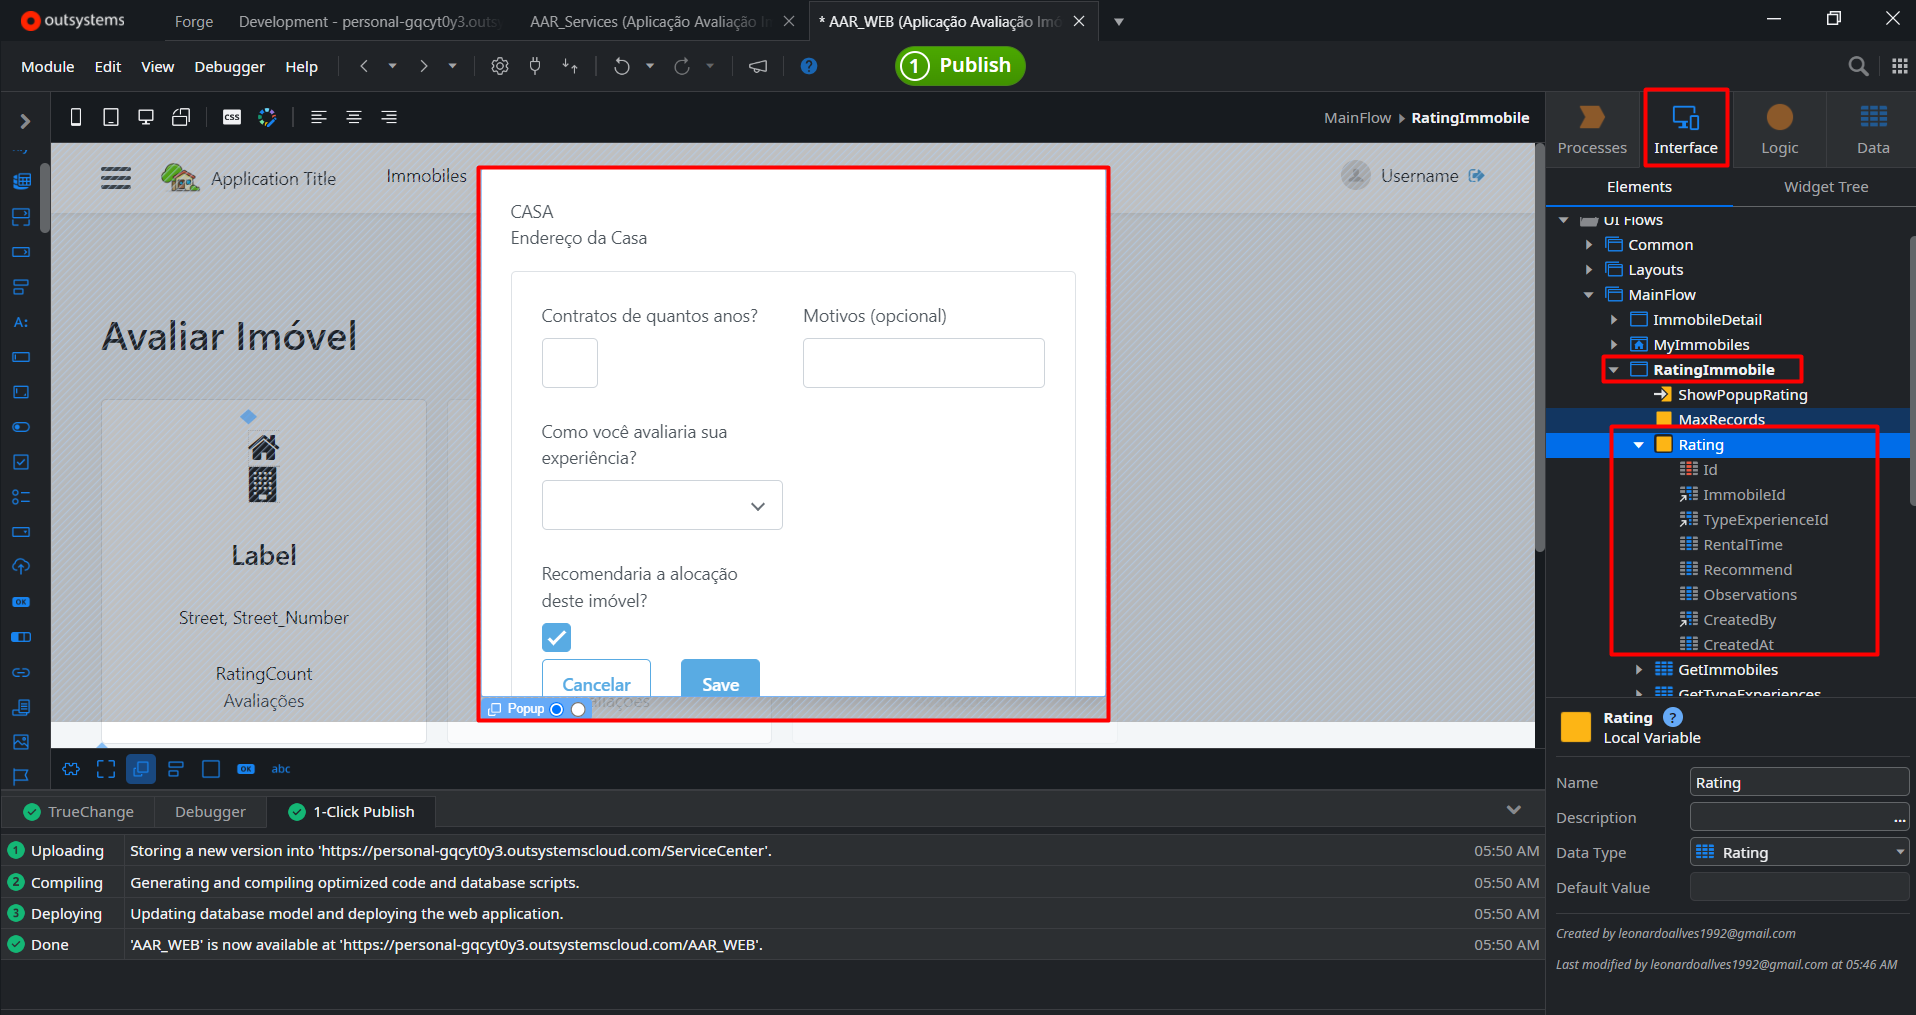 outsystems
Forge
Development - personal-gqcyt0y3.outs
AAR_Services (Aplicação Avaliação I
* AAR_WEB (Aplicação Avaliação Imó
Module Edit View Debugger Help
1 Publish
CSS
MainFlow RatingImmobile
Processes Interface Logic Data
Application Title
Immobiles
Username
Elements Widget Tree
CASA
Endereço da Casa
Avaliar Imóvel
Contratos de quantos anos?
Motivos (opcional)
Como você avaliaria sua
experiência?
Label
Street, Street_Number
RatingCount
Avaliações
Recomendaria a alocação
deste imóvel?
Cancelar Save
Popup
UI Flows
Common
Layouts
MainFlow
ImmobileDetail
MyImmobiles
RatingImmobile
ShowPopupRating
MaxRecords
Rating
Id
ImmobileId
TypeExperienceId
RentalTime
Recommend
Observations
CreatedBy
CreatedAt
GetImmobiles
GetTypeExperiences
OK
OK
abc
TrueChange Debugger 1-Click Publish
1 Uploading Storing a new version into 'https://personal-gqcyt0y3.outsystemscloud.com/ServiceCenter'. 05:50 AM
2 Compiling Generating and compiling optimized code and database scripts. 05:50 AM
3 Deploying Updating database model and deploying the web application. 05:50 AM
Done 'AAR_WEB' is now available at 'https://personal-gqcyt0y3.outsystemscloud.com/AAR_WEB'. 05:50 AM
Rating ?
Local Variable
Name Rating
Description ...
Data Type Rating
Default Value
Created by leonardoallves1992@gmail.com
Last modified by leonardoallves1992@gmail.com at 05:46 AM